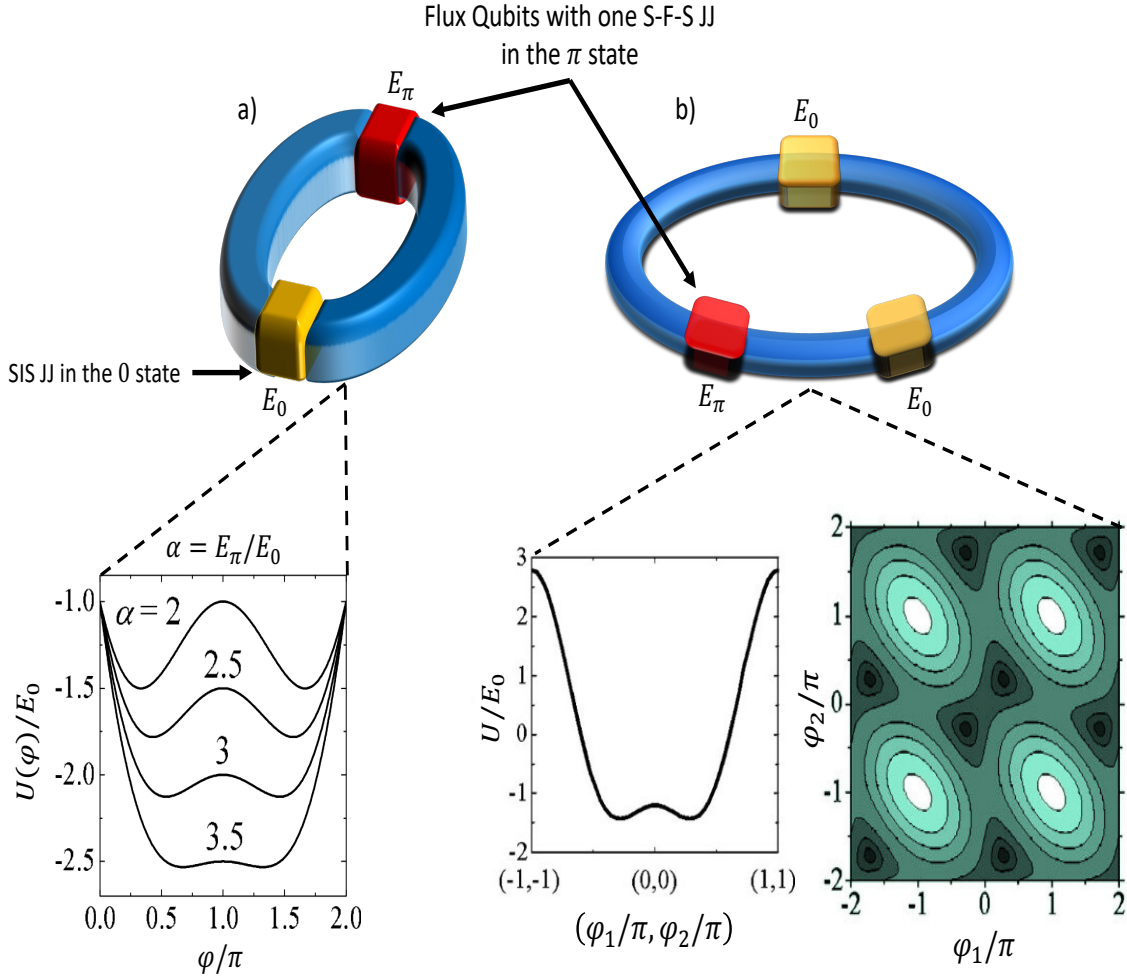 Flux Qubits with one S-F-S JJ
in the π state
a)
E_π
b)
E_0
SIS JJ in the 0 state
E_0
E_π
E_0
α = E_π/E_0
U(φ)/E_0
-1.0
-1.5
-2.0
-2.5
α = 2
2.5
3
3.5
0.0 0.5 1.0 1.5 2.0
φ/π
U/E_0
3
2
1
0
-1
-2
(-1,-1) (0,0) (1,1)
(φ_1/π, φ_2/π)
φ_2/π
2
1
0
-1
-2
-2 -1 0 1 2
φ_1/π